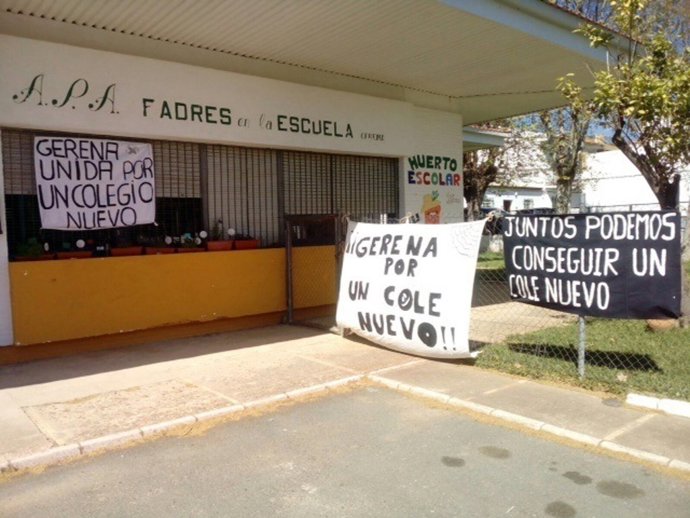 A.P.A. FADRES en la ESCUELA
GERENA
UNIDA POR
UN COLEGIO
NUEVO
HUERTO
ESCOLAR
¡¡GERENA
POR
UN COLE
NUEVO!!
JUNTOS PODEMOS
CONSEGUIR UN
COLE NUEVO